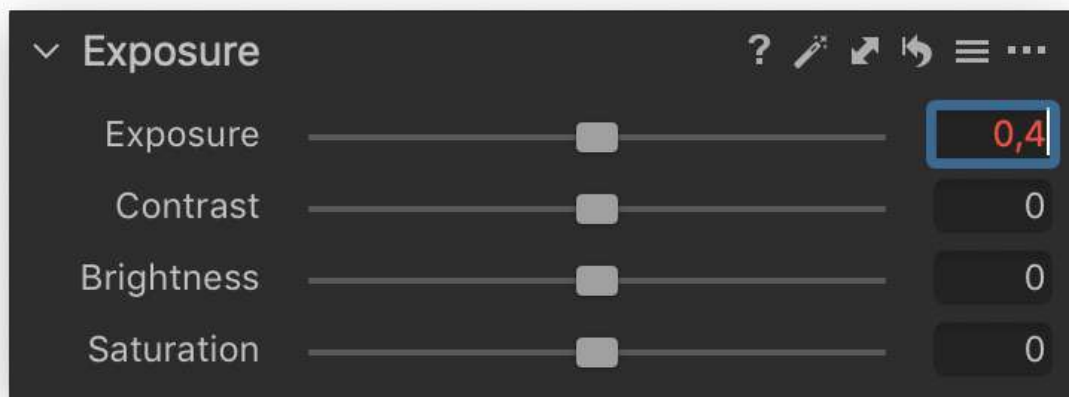 Exposure ?
Exposure 0,4
Contrast 0
Brightness 0
Saturation 0